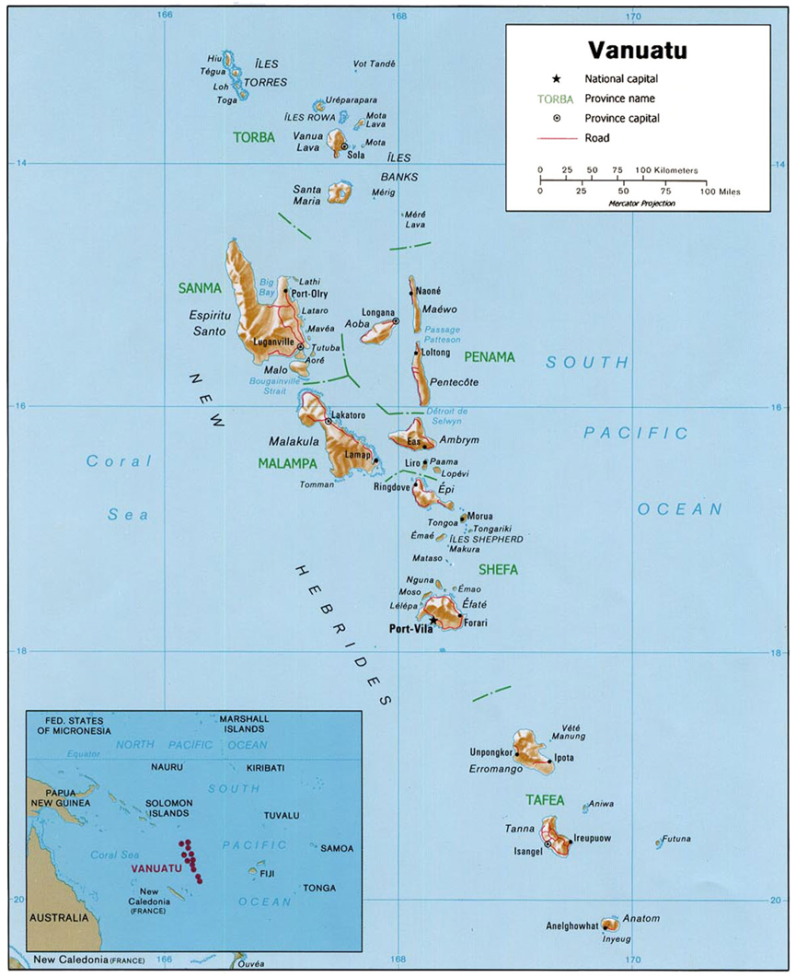 166
168
170
Vanuatu
National capital
TORBA Province name
Province capital
Road
0 25 50 75 100 Kilometers
0 25 50 75 100 Miles
Mercator Projection
Hiu
Tégua
Loh
Toga
ÎLES
TORRES
Vot Tandé
Uréparapara
ÎLES ROWA
Mota
Lava
TORBA
Vanua
Lava
Sola
Mota
14
14
ÎLES
BANKS
Santa
Maria
Mérig
Méré
Lava
SANMA
Big
Bay
Lathi
Port-Olry
Espiritu
Santo
Lataro
Mavéa
Luganville
Tutuba
Aoré
Malo
Bougainville
Strait
Longana
Aoba
Naoné
Maéwo
Passage
Patteson
Loltong
PENAMA
Pentecôte
SOUTH
PACIFIC
OCEAN
NEW
HEBRIDES
16
16
Détroit de
Selwyn
Lakatoro
Malakula
MALAMPA
Lamap
Tomman
Eas
Ambrym
Liro
Paama
Lopévi
Ringdove
Épi
Coral
Sea
Morua
Tongoa
Tongariki
Émaé
ÎLES SHEPHERD
Makura
Mataso
SHEFA
Nguna
Moso
Émao
Lélépa
Éfaté
Port-Vila
Forari
18
18
Vété
Manung
Unpongkor
Ipota
Erromango
TAFEA
Aniwa
Tanna
Ireupuow
Isangel
Futuna
20
20
Anelghowhat
Anatom
Inyeug
FED. STATES
OF MICRONESIA
MARSHALL
ISLANDS
NORTH PACIFIC OCEAN
Equator
NAURU
KIRIBATI
PAPUA
NEW GUINEA
SOLOMON
ISLANDS
SOUTH
TUVALU
PACIFIC
Coral Sea
VANUATU
SAMOA
FIJI
New
Caledonia
(FRANCE)
TONGA
OCEAN
AUSTRALIA
New Caledonia (FRANCE)
166
Ouvéa
168
170